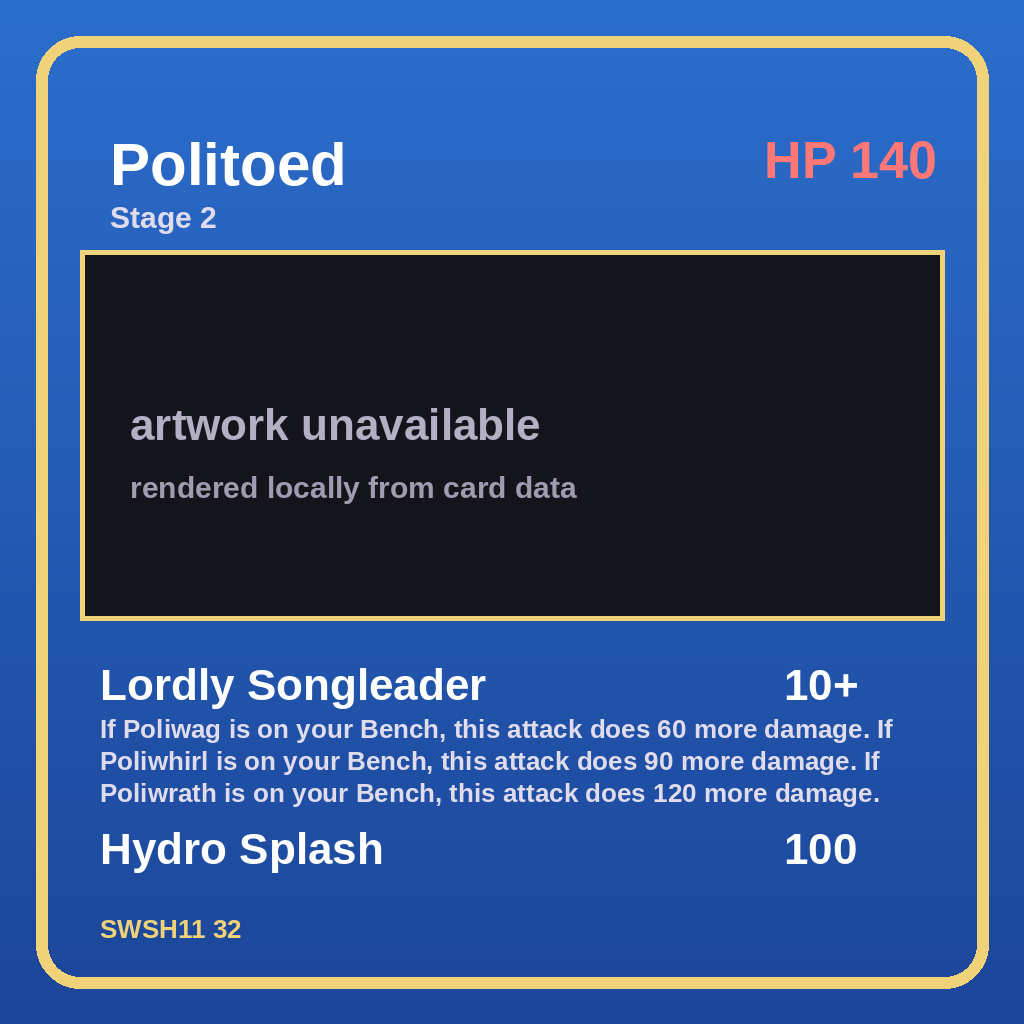 Politoed
HP 140
Stage 2
artwork unavailable
rendered locally from card data
Lordly Songleader 10+
If Poliwag is on your Bench, this attack does 60 more damage. If
Poliwhirl is on your Bench, this attack does 90 more damage. If
Poliwrath is on your Bench, this attack does 120 more damage.
Hydro Splash 100
SWSH11 32